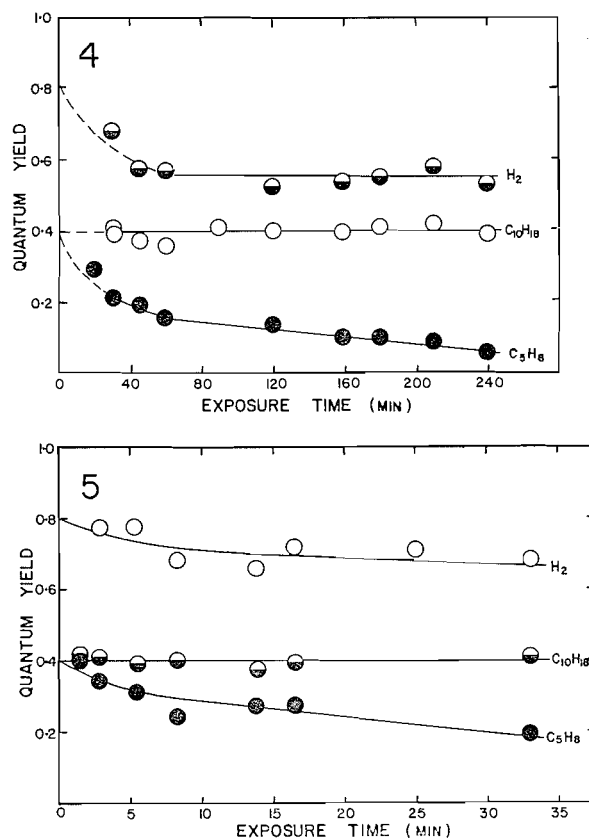 4
1·0
0·8
0·6
0·4
0·2
QUANTUM YIELD
H2
C10H18
C5H8
0 40 80 120 160 200 240
EXPOSURE TIME (MIN)
5
1·0
0·8
0·6
0·4
0·2
QUANTUM YIELD
H2
C10H18
C5H8
0 5 10 15 20 25 30 35
EXPOSURE TIME (MIN)